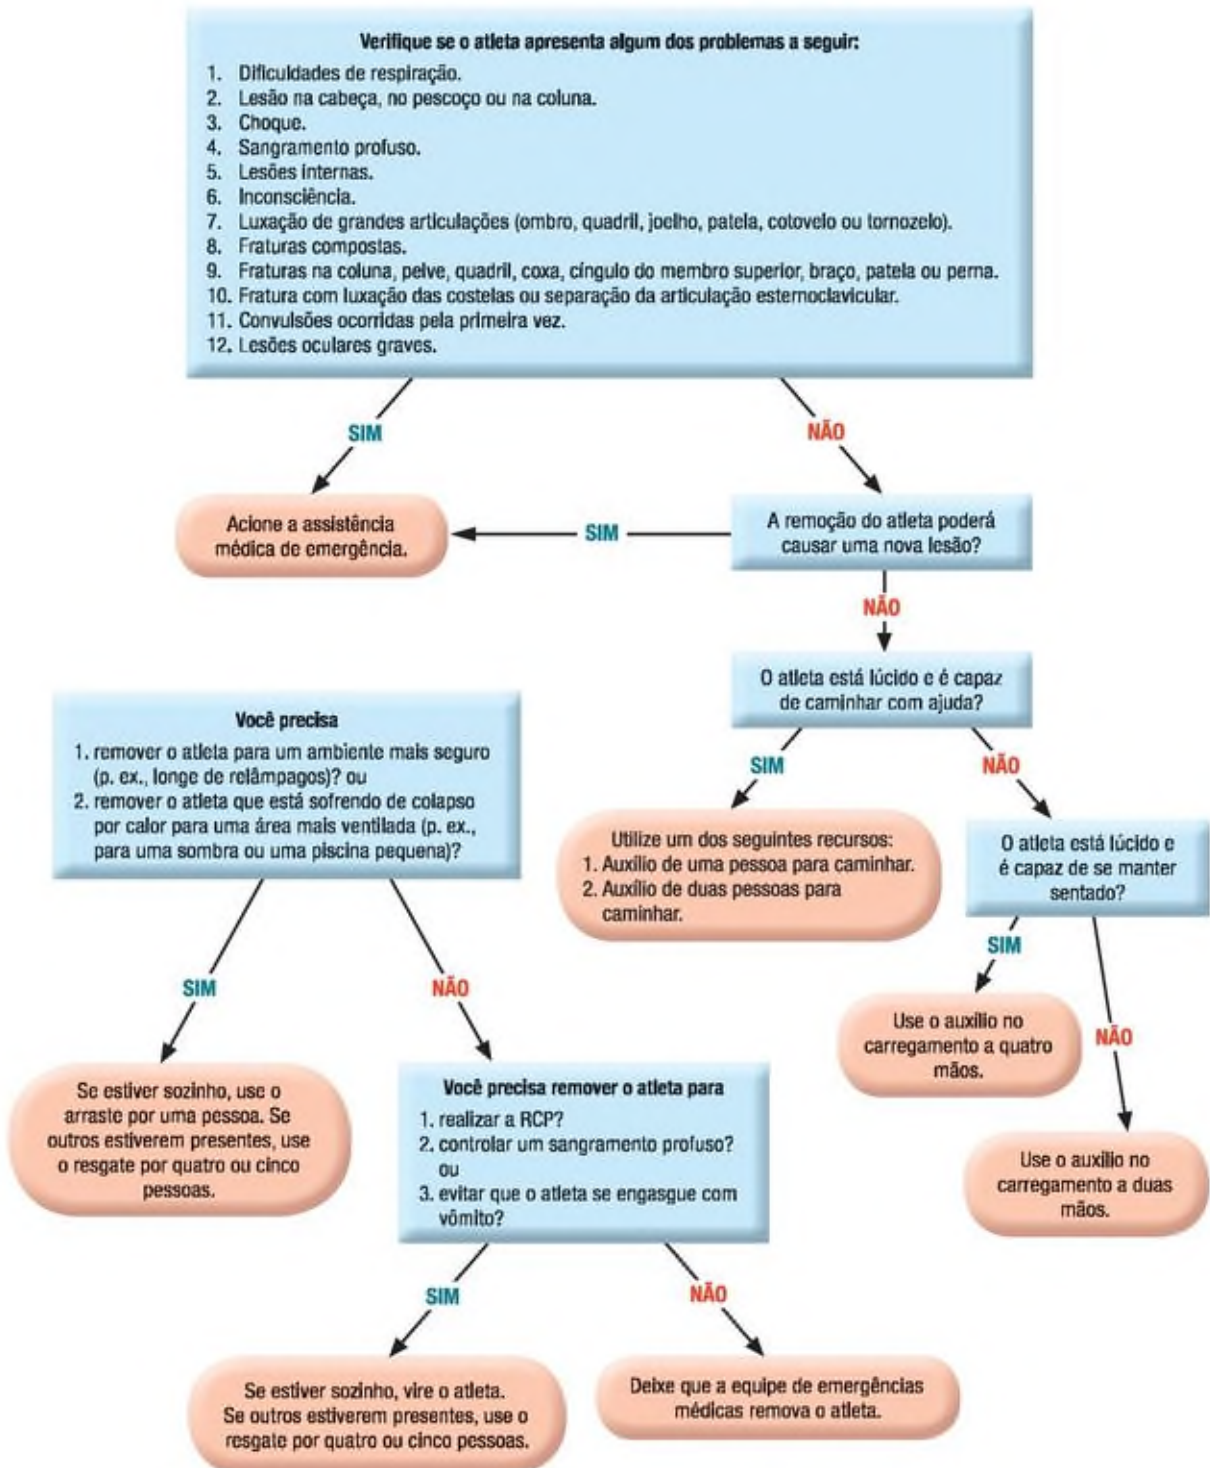 Verifique se o atleta apresenta algum dos problemas a seguir:
1. Dificuldades de respiração.
2. Lesão na cabeça, no pescoço ou na coluna.
3. Choque.
4. Sangramento profuso.
5. Lesões internas.
6. Inconsciência.
7. Luxação de grandes articulações (ombro, quadril, joelho, patela, cotovelo ou tornozelo).
8. Fraturas compostas.
9. Fraturas na coluna, pelve, quadril, coxa, cíngulo do membro superior, braço, patela ou perna.
10. Fratura com luxação das costelas ou separação da articulação esternoclavicular.
11. Convulsões ocorridas pela primeira vez.
12. Lesões oculares graves.
SIM
NÃO
Acione a assistência
médica de emergência.
SIM
A remoção do atleta poderá
causar uma nova lesão?
NÃO
O atleta está lúcido e é capaz
de caminhar com ajuda?
SIM
NÃO
Utilize um dos seguintes recursos:
1. Auxílio de uma pessoa para caminhar.
2. Auxílio de duas pessoas para
caminhar.
O atleta está lúcido e
é capaz de se manter
sentado?
SIM
NÃO
Use o auxílio no
carregamento a quatro
mãos.
Use o auxílio no
carregamento a duas
mãos.
Você precisa
1. remover o atleta para um ambiente mais seguro
(p. ex., longe de relâmpagos)? ou
2. remover o atleta que está sofrendo de colapso
por calor para uma área mais ventilada (p. ex.,
para uma sombra ou uma piscina pequena)?
SIM
NÃO
Se estiver sozinho, use o
arraste por uma pessoa. Se
outros estiverem presentes, use
o resgate por quatro ou cinco
pessoas.
Você precisa remover o atleta para
1. realizar a RCP?
2. controlar um sangramento profuso?
ou
3. evitar que o atleta se engasgue com
vômito?
SIM
NÃO
Se estiver sozinho, vire o atleta.
Se outros estiverem presentes, use o
resgate por quatro ou cinco pessoas.
Deixe que a equipe de emergências
médicas remova o atleta.